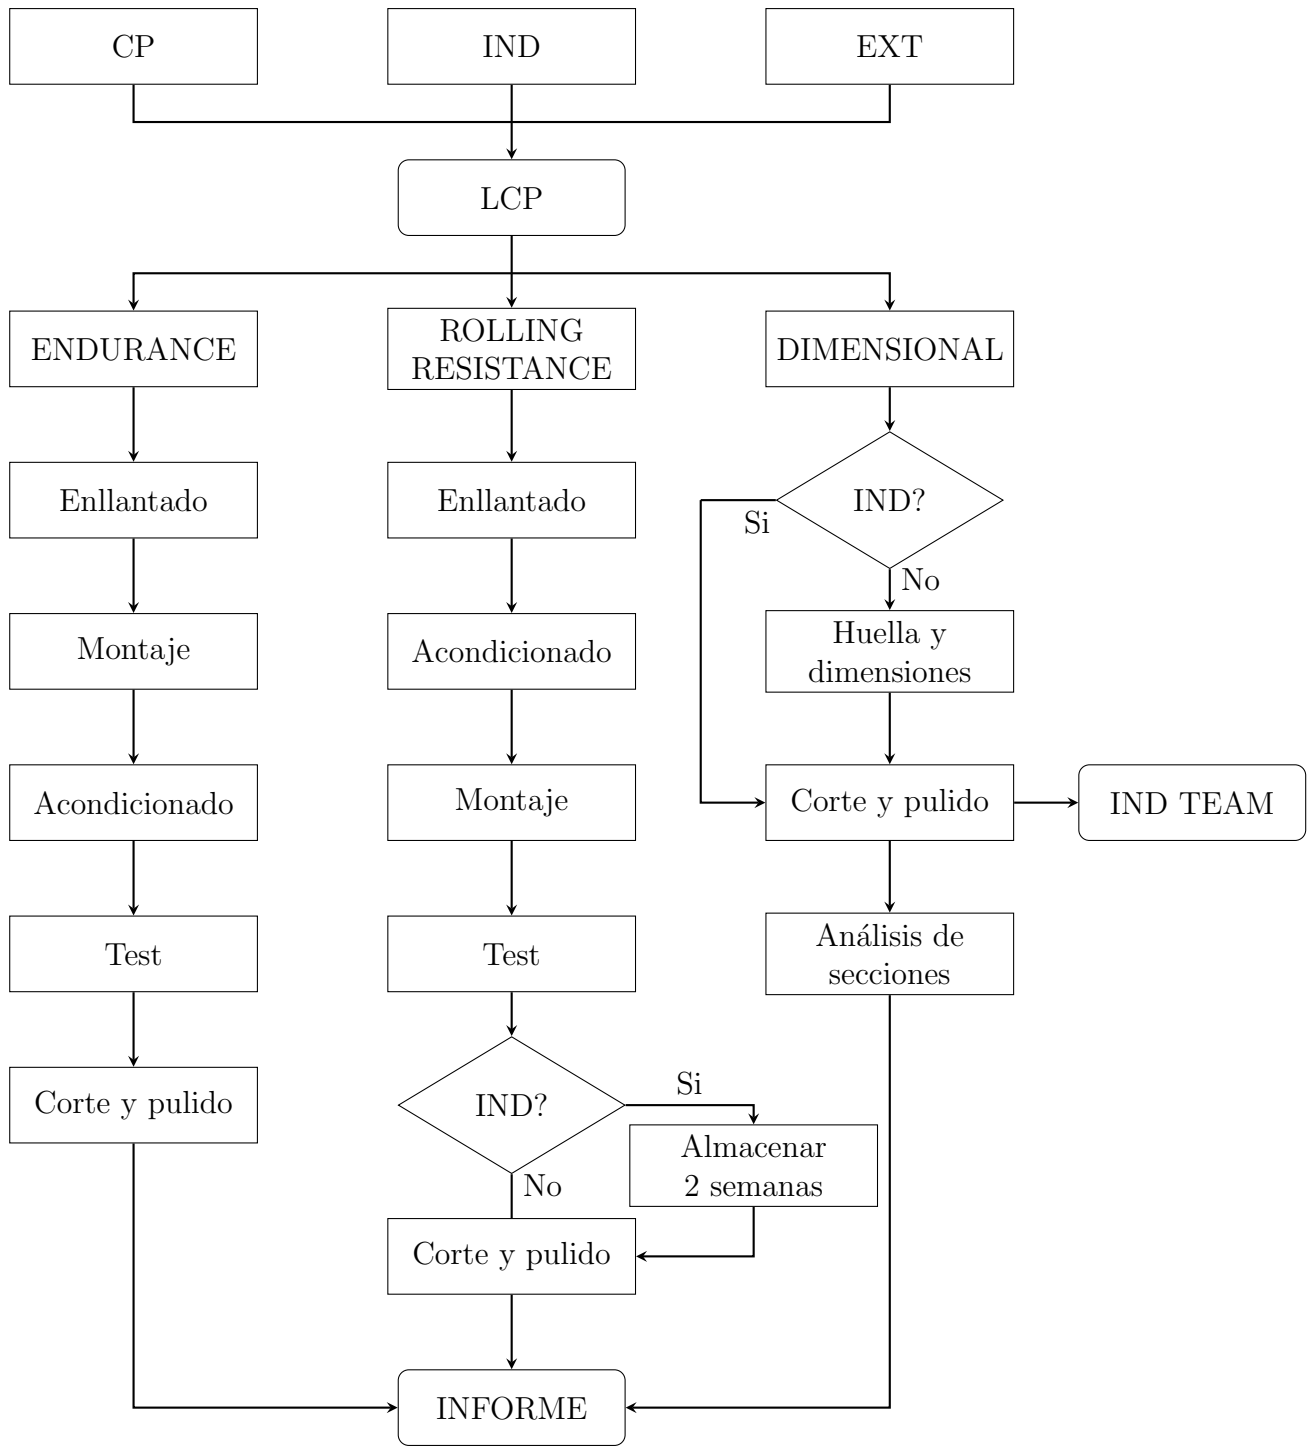 CP
IND
EXT
LCP
ENDURANCE
ROLLING
RESISTANCE
DIMENSIONAL
Enllantado
Enllantado
IND?
Si
No
Montaje
Acondicionado
Huella y
dimensiones
Acondicionado
Montaje
Corte y pulido
IND TEAM
Test
Test
Análisis de
secciones
Corte y pulido
IND?
Si
No
Almacenar
2 semanas
Corte y pulido
INFORME